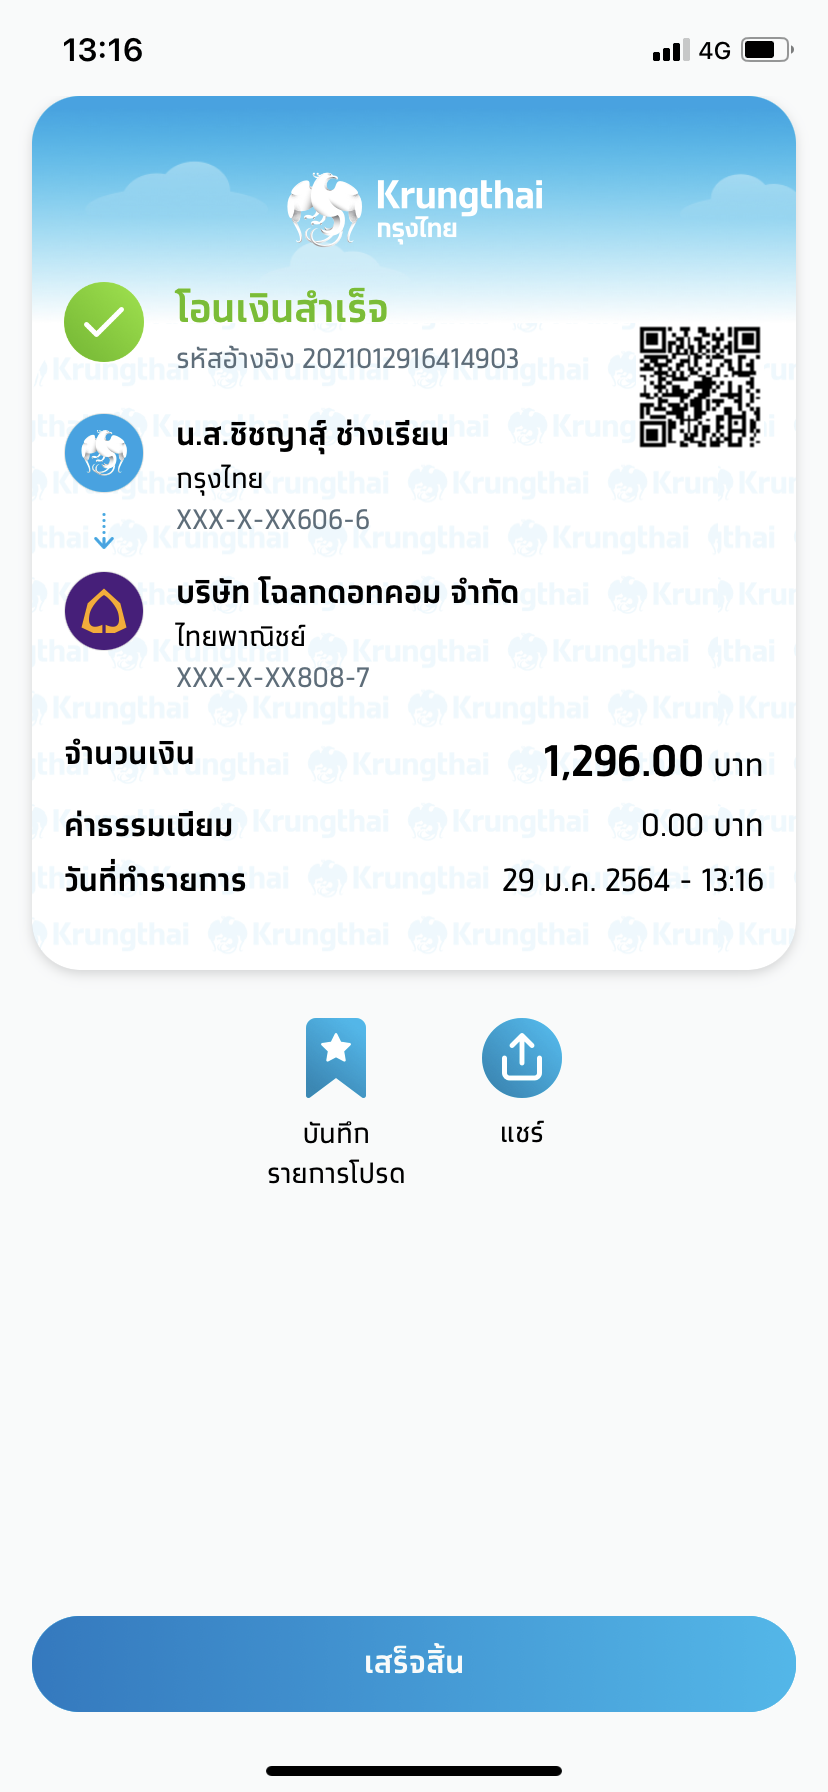 13:16
4G
Krungthai
กรุงไทย
โอนเงินสำเร็จ
รหัสอ้างอิง 2021012916414903
น.ส.ชิชญาสุ์ ช่างเรียน
กรุงไทย
XXX-X-XX606-6
บริษัท โฉลกดอทคอม จำกัด
ไทยพาณิชย์
XXX-X-XX808-7
จำนวนเงิน
1,296.00 บาท
ค่าธรรมเนียม
0.00 บาท
วันที่ทำรายการ
29 ม.ค. 2564 - 13:16
บันทึก
รายการโปรด
แชร์
เสร็จสิ้น